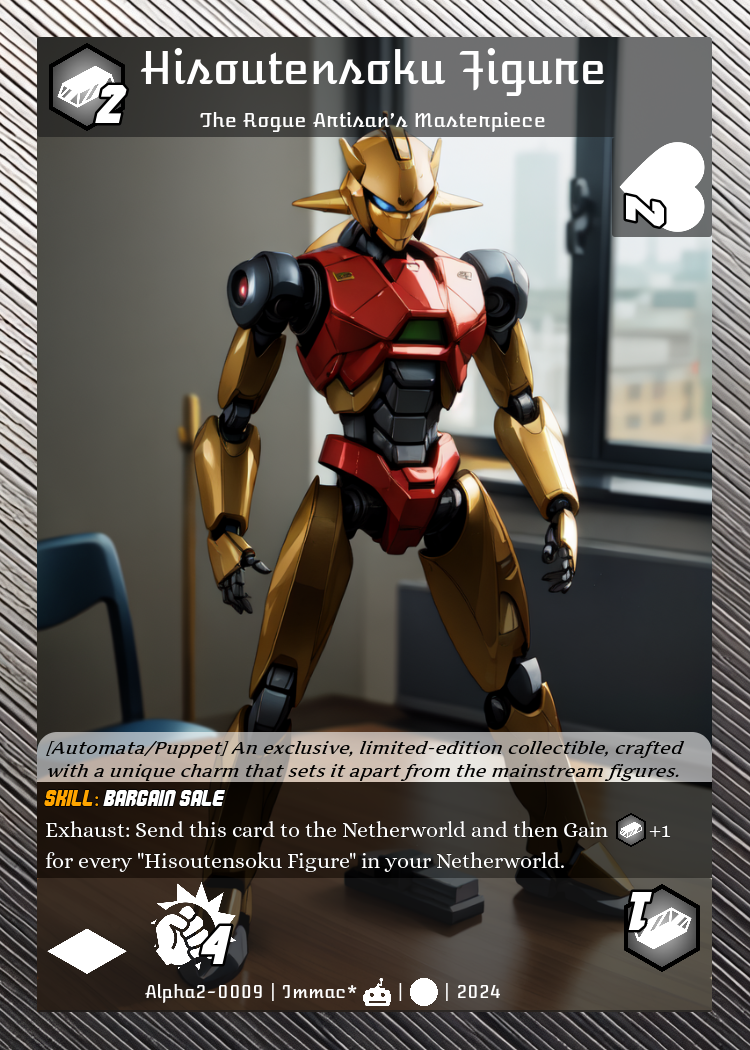 2
Hisoutensoku Figure
The Rogue Artisan's Masterpiece
2
[Automata/Puppet] An exclusive, limited-edition collectible, crafted
with a unique charm that sets it apart from the mainstream figures.
SKILL: BARGAIN SALE
Exhaust: Send this card to the Netherworld and then Gain +1
for every "Hisoutensoku Figure" in your Netherworld.
4
1
Alpha2-0009 | Immac* | | 2024